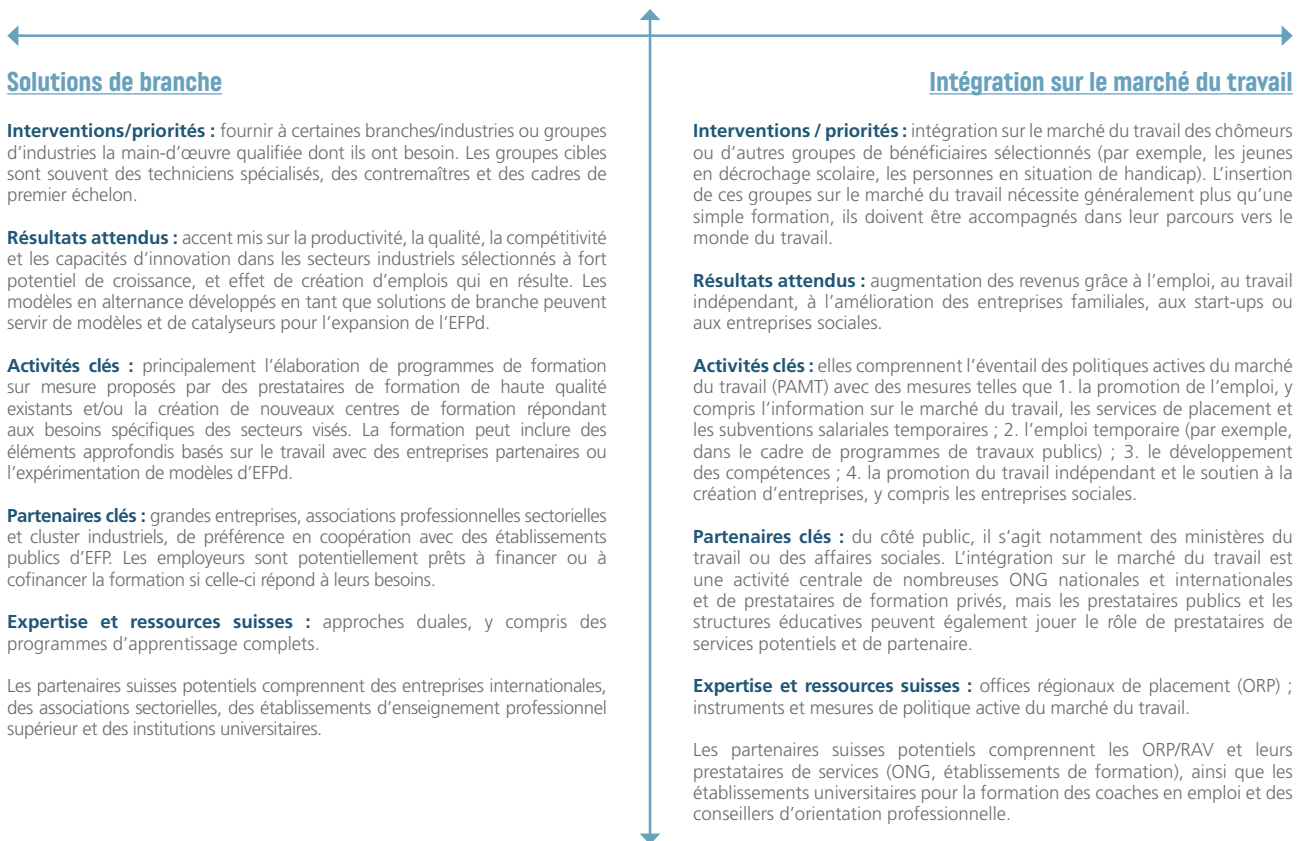 Solutions de branche
Interventions/priorités : fournir à certaines branches/industries ou groupes
d’industries la main-d’œuvre qualifiée dont ils ont besoin. Les groupes cibles
sont souvent des techniciens spécialisés, des contremaîtres et des cadres de
premier échelon.
Résultats attendus : accent mis sur la productivité, la qualité, la compétitivité
et les capacités d’innovation dans les secteurs industriels sélectionnés à fort
potentiel de croissance, et effet de création d’emplois qui en résulte. Les
modèles en alternance développés en tant que solutions de branche peuvent
servir de modèles et de catalyseurs pour l’expansion de l’EFPd.
Activités clés : principalement l’élaboration de programmes de formation
sur mesure proposés par des prestataires de formation de haute qualité
existants et/ou la création de nouveaux centres de formation répondant
aux besoins spécifiques des secteurs visés. La formation peut inclure des
éléments approfondis basés sur le travail avec des entreprises partenaires ou
l’expérimentation de modèles d’EFPd.
Partenaires clés : grandes entreprises, associations professionnelles sectorielles
et cluster industriels, de préférence en coopération avec des établissements
publics d’EFP. Les employeurs sont potentiellement prêts à financer ou à
cofinancer la formation si celle-ci répond à leurs besoins.
Expertise et ressources suisses : approches duales, y compris des
programmes d’apprentissage complets.
Les partenaires suisses potentiels comprennent des entreprises internationales,
des associations sectorielles, des établissements d’enseignement professionnel
supérieur et des institutions universitaires.
Intégration sur le marché du travail
Interventions / priorités : intégration sur le marché du travail des chômeurs
ou d’autres groupes de bénéficiaires sélectionnés (par exemple, les jeunes
en décrochage scolaire, les personnes en situation de handicap). L’insertion
de ces groupes sur le marché du travail nécessite généralement plus qu’une
simple formation, ils doivent être accompagnés dans leur parcours vers le
monde du travail.
Résultats attendus : augmentation des revenus grâce à l’emploi, au travail
indépendant, à l’amélioration des entreprises familiales, aux start-ups ou
aux entreprises sociales.
Activités clés : elles comprennent l’éventail des politiques actives du marché
du travail (PAMT) avec des mesures telles que 1. la promotion de l’emploi, y
compris l’information sur le marché du travail, les services de placement et
les subventions salariales temporaires ; 2. l’emploi temporaire (par exemple,
dans le cadre de programmes de travaux publics) ; 3. le développement
des compétences ; 4. la promotion du travail indépendant et le soutien à la
création d’entreprises, y compris les entreprises sociales.
Partenaires clés : du côté public, il s’agit notamment des ministères du
travail ou des affaires sociales. L’intégration sur le marché du travail est
une activité centrale de nombreuses ONG nationales et internationales
et de prestataires de formation privés, mais les prestataires publics et les
structures éducatives peuvent également jouer le rôle de prestataires de
services potentiels et de partenaire.
Expertise et ressources suisses : offices régionaux de placement (ORP) ;
instruments et mesures de politique active du marché du travail.
Les partenaires suisses potentiels comprennent les ORP/RAV et leurs
prestataires de services (ONG, établissements de formation), ainsi que les
établissements universitaires pour la formation des coaches en emploi et des
conseillers d’orientation professionnelle.